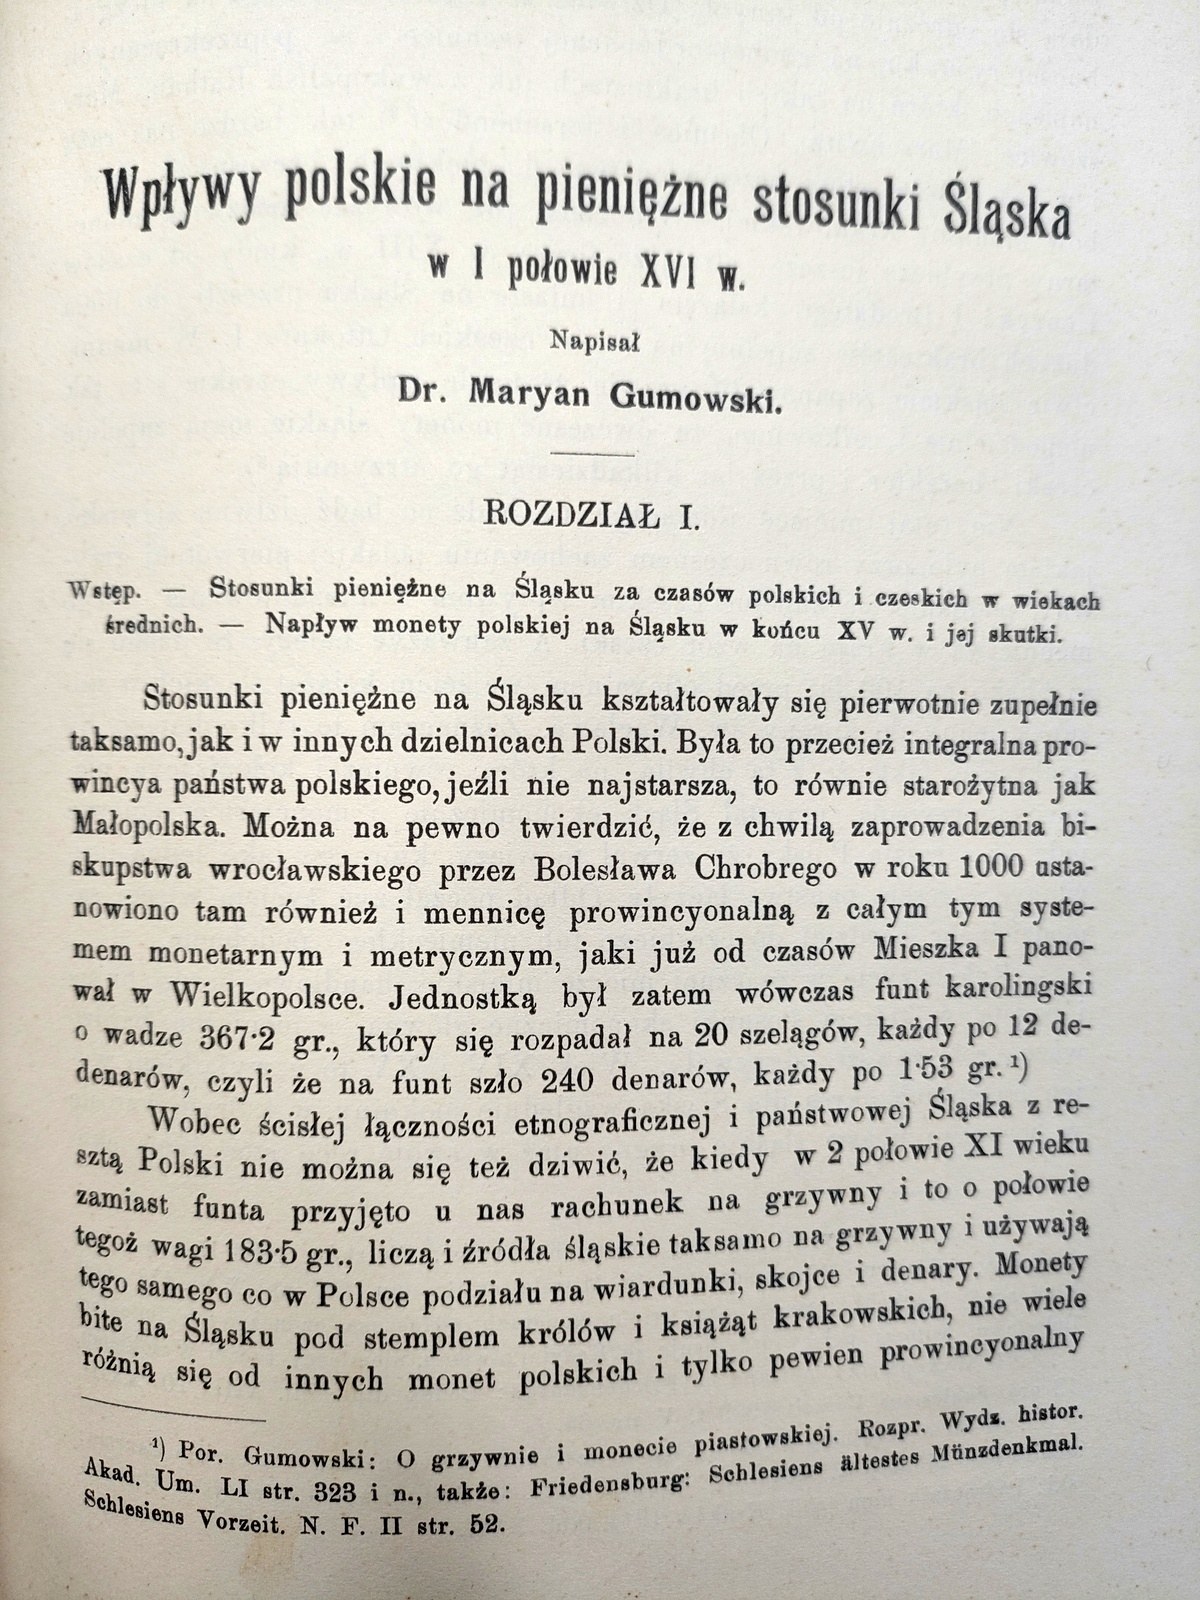 Wpływy polskie na pieniężne stosunki Śląska
w I połowie XVI w.
Napisał
Dr. Maryan Gumowski.
ROZDZIAŁ I.
Wstęp. — Stosunki pieniężne na Śląsku za czasów polskich i czeskich w wiekach
średnich. — Napływ monety polskiej na Śląsku w końcu XV w. i jej skutki.
Stosunki pieniężne na Śląsku kształtowały się pierwotnie zupełnie
taksamo, jak i w innych dzielnicach Polski. Była to przecież integralna pro-
wincya państwa polskiego, jeźli nie najstarsza, to równie starożytna jak
Małopolska. Można na pewno twierdzić, że z chwilą zaprowadzenia bi-
skupstwa wrocławskiego przez Bolesława Chrobrego w roku 1000 usta-
nowiono tam również i mennicę prowincyonalną z całym tym syste-
mem monetarnym i metrycznym, jaki już od czasów Mieszka I pano-
wał w Wielkopolsce. Jednostką był zatem wówczas funt karolingski
o wadze 367·2 gr., który się rozpadał na 20 szelągów, każdy po 12 de-
denarów, czyli że na funt szło 240 denarów, każdy po 1·53 gr. ¹)
Wobec ścisłej łączności etnograficznej i państwowej Śląska z re-
sztą Polski nie można się też dziwić, że kiedy w 2 połowie XI wieku
zamiast funta przyjęto u nas rachunek na grzywny i to o połowie
tegoż wagi 183·5 gr., liczą i źródła śląskie taksamo na grzywny i używają
tego samego co w Polsce podziału na wiardunki, skojce i denary. Monety
bite na Śląsku pod stemplem królów i książąt krakowskich, nie wiele
różnią się od innych monet polskich i tylko pewien prowincyonalny
¹) Por. Gumowski: O grzywnie i monecie piastowskiej. Rozpr. Wydz. histor.
Akad. Um. LI str. 323 i n., także: Friedensburg: Schlesiens ältestes Münzdenkmal.
Schlesiens Vorzeit. N. F. II str. 52.